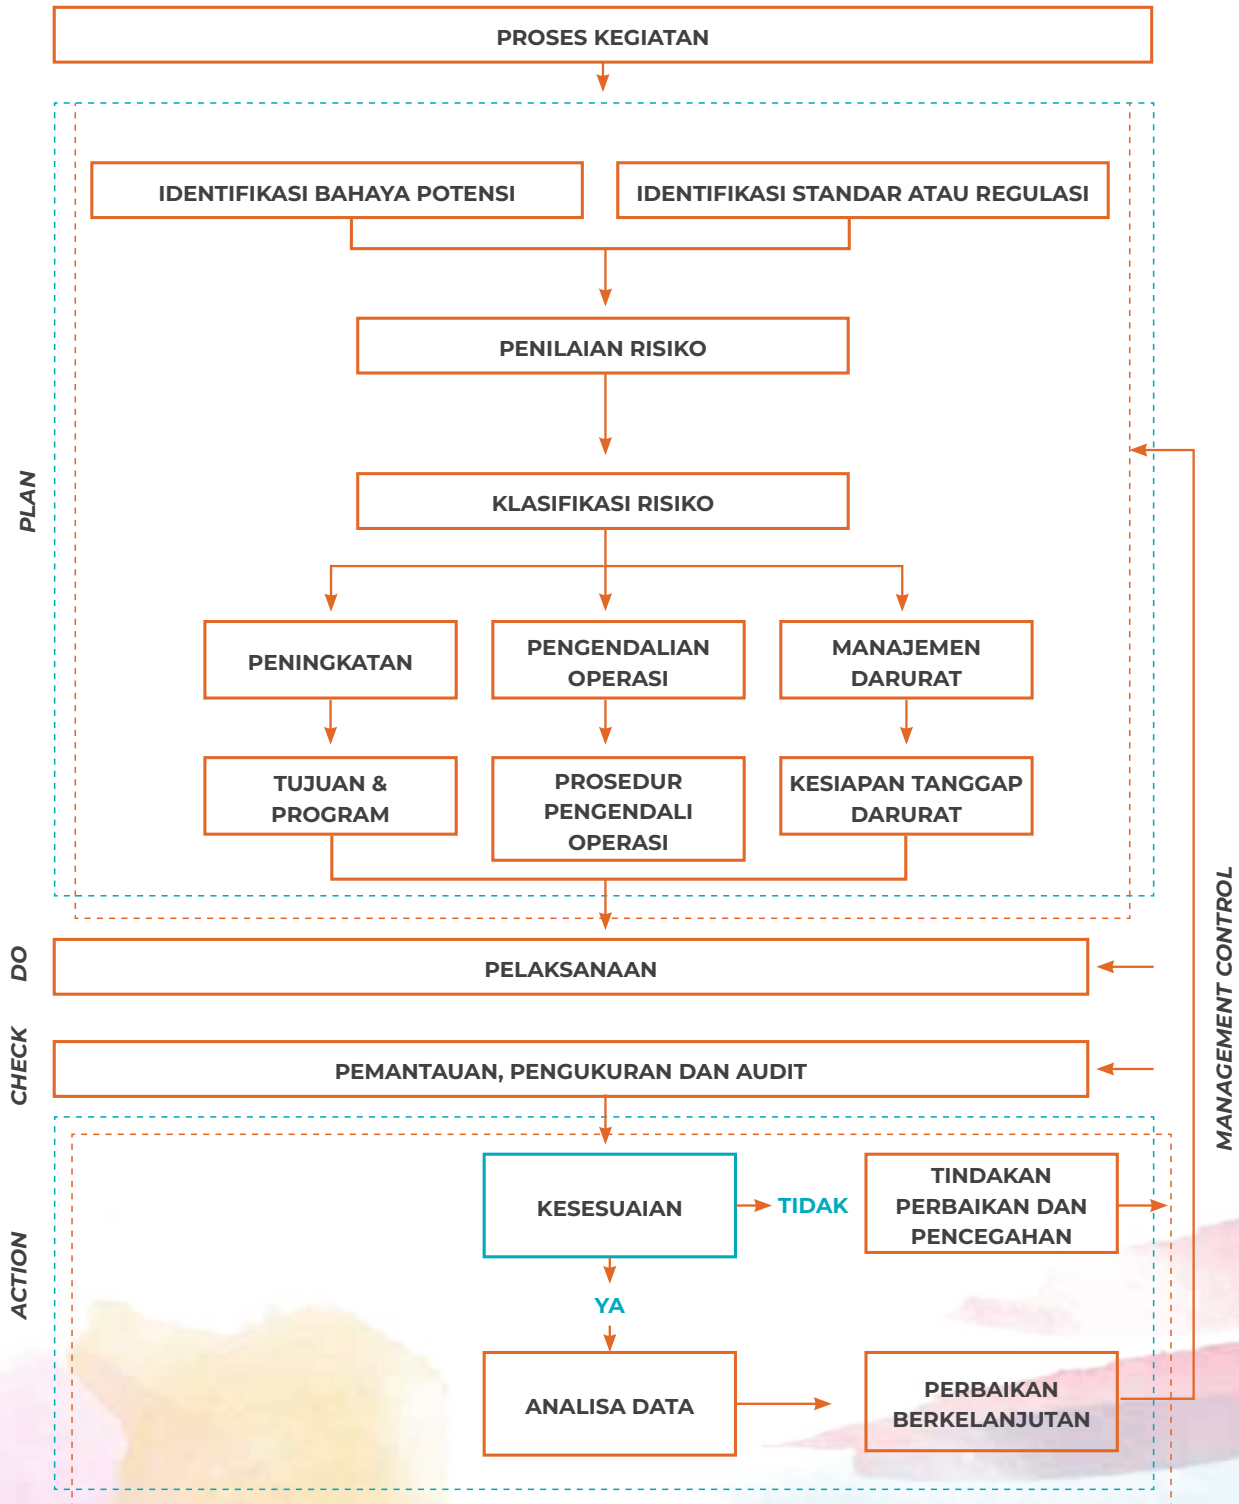 PROSES KEGIATAN
IDENTIFIKASI BAHAYA POTENSI
IDENTIFIKASI STANDAR ATAU REGULASI
PENILAIAN RISIKO
PLAN
KLASIFIKASI RISIKO
PENINGKATAN
PENGENDALIAN
OPERASI
MANAJEMEN
DARURAT
TUJUAN &
PROGRAM
PROSEDUR
PENGENDALI
OPERASI
KESIAPAN TANGGAP
DARURAT
DO
PELAKSANAAN
MANAGEMENT CONTROL
CHECK
PEMANTAUAN, PENGUKURAN DAN AUDIT
ACTION
KESESUAIAN
TIDAK
TINDAKAN
PERBAIKAN DAN
PENCEGAHAN
YA
ANALISA DATA
PERBAIKAN
BERKELANJUTAN